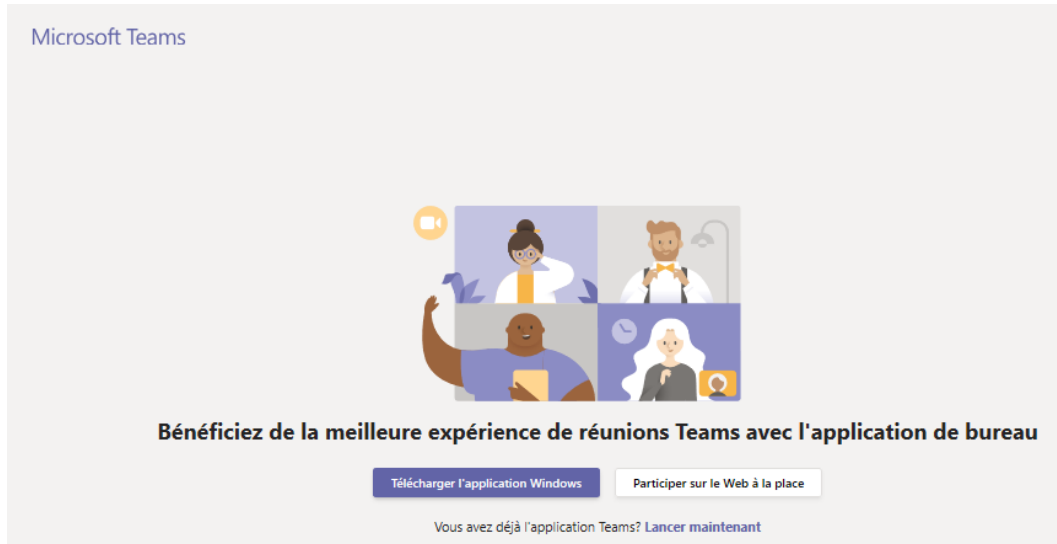 Microsoft Teams
Bénéficiez de la meilleure expérience de réunions Teams avec l'application de bureau
Télécharger l'application Windows
Participer sur le Web à la place
Vous avez déjà l'application Teams? Lancer maintenant